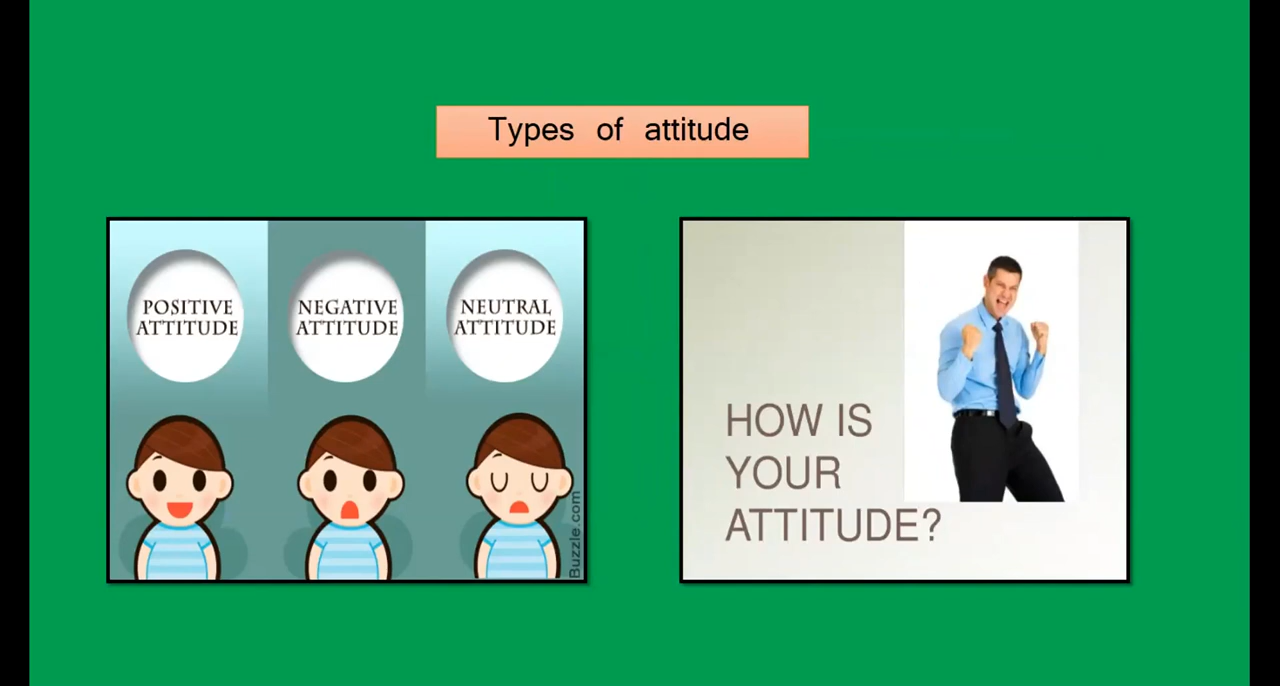 Types of attitude
POSITIVE
ATTITUDE
NEGATIVE
ATTITUDE
NEUTRAL
ATTITUDE
Buzzle.com
HOW IS
YOUR
ATTITUDE?